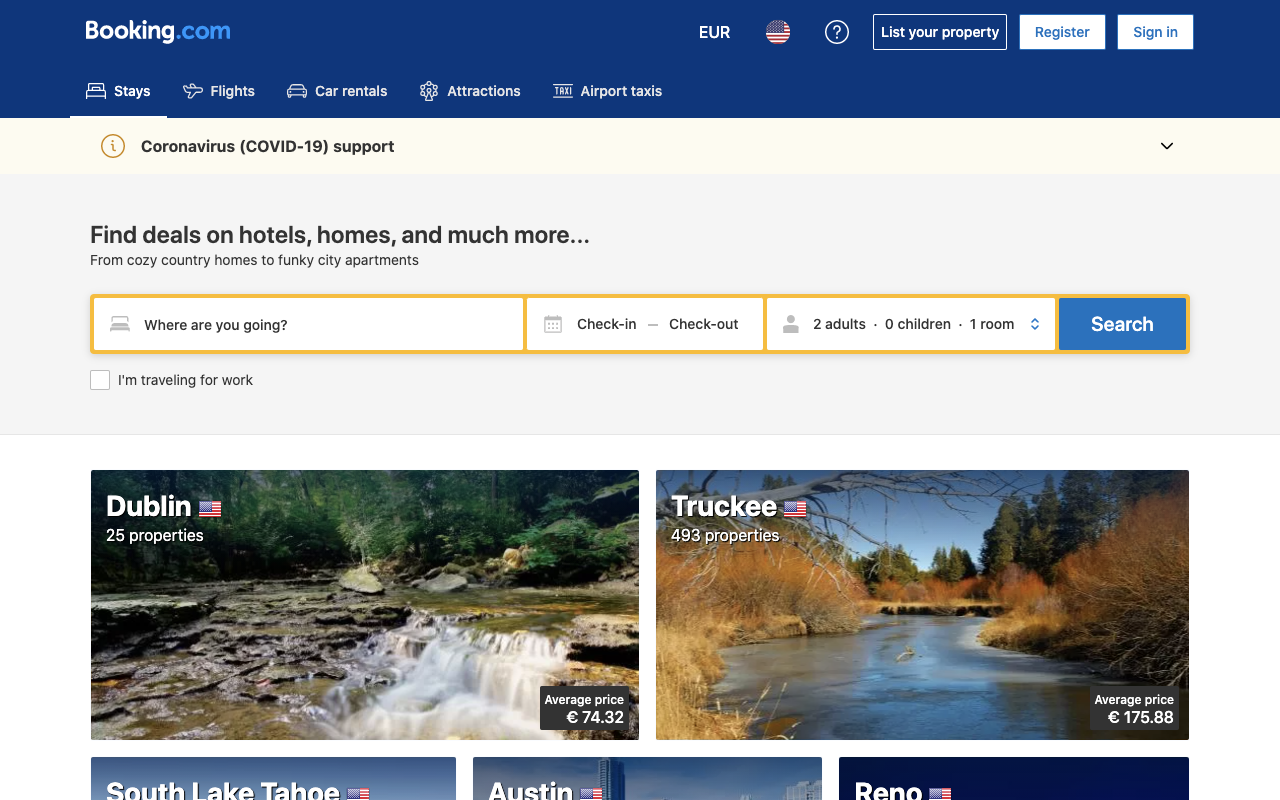 Booking.com
EUR
List your property
Register
Sign in
Stays
Flights
Car rentals
Attractions
TAXI
Airport taxis
Coronavirus (COVID-19) support
Find deals on hotels, homes, and much more...
From cozy country homes to funky city apartments
Where are you going?
Check-in — Check-out
2 adults · 0 children · 1 room
Search
I'm traveling for work
Dublin
25 properties
Average price
€ 74.32
Truckee
493 properties
Average price
€ 175.88
South Lake Tahoe
Austin
Reno